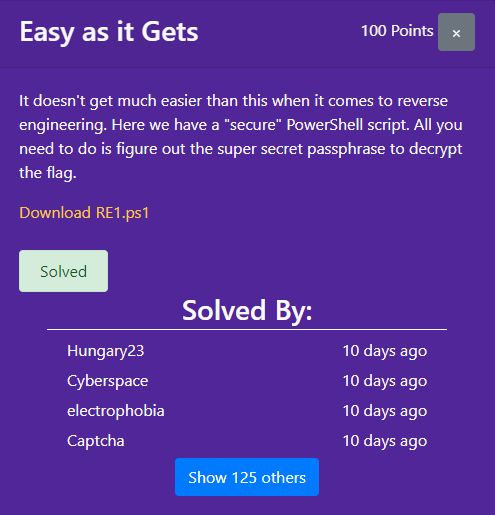 Easy as it Gets
100 Points ×
It doesn't get much easier than this when it comes to reverse
engineering. Here we have a "secure" PowerShell script. All you
need to do is figure out the super secret passphrase to decrypt
the flag.
Download RE1.ps1
Solved
Solved By:
Hungary23 10 days ago
Cyberspace 10 days ago
electrophobia 10 days ago
Captcha 10 days ago
Show 125 others